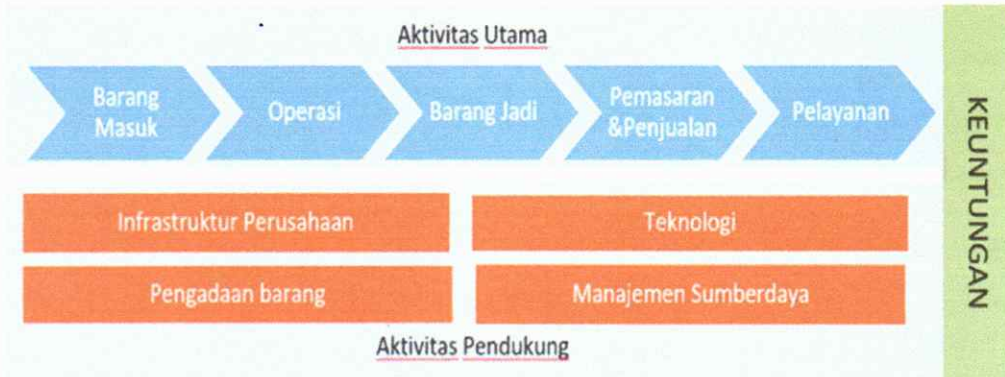 Aktivitas Utama
Barang
Masuk
Operasi
Barang Jadi
Pemasaran
&Penjualan
Pelayanan
KEUNTUNGAN
Infrastruktur Perusahaan
Teknologi
Pengadaan barang
Manajemen Sumberdaya
Aktivitas Pendukung